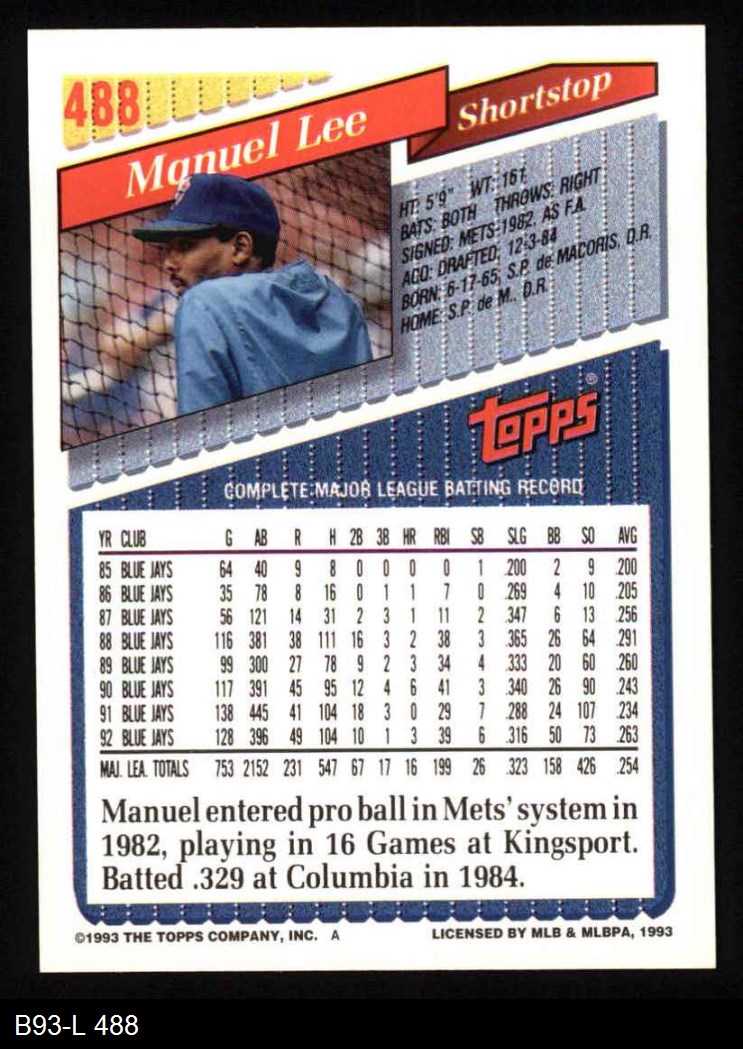 488
Manuel Lee
Shortstop
HT: 5'9" WT: 161
BATS: BOTH THROWS: RIGHT
SIGNED: METS-1982, AS F.A.
ACQ: DRAFTED, 12-3-84
BORN: 6-17-65, S.P. de MACORIS, D.R.
HOME: S.P. de M., D.R.
TOPPS®
COMPLETE MAJOR LEAGUE BATTING RECORD
YR CLUB G AB R H 2B 3B HR RBI SB SLG BB SO AVG
85 BLUE JAYS 64 40 9 8 0 0 0 0 1 .200 2 9 .200
86 BLUE JAYS 35 78 8 16 0 1 1 7 0 .269 4 10 .205
87 BLUE JAYS 56 121 14 31 2 3 1 11 2 .347 6 13 .256
88 BLUE JAYS 116 381 38 111 16 3 2 38 3 .365 26 64 .291
89 BLUE JAYS 99 300 27 78 9 2 3 34 4 .333 20 60 .260
90 BLUE JAYS 117 391 45 95 12 4 6 41 3 .340 26 90 .243
91 BLUE JAYS 138 445 41 104 18 3 0 29 7 .288 24 107 .234
92 BLUE JAYS 128 396 49 104 10 1 3 39 6 .316 50 73 .263
MAJ. LEA. TOTALS 753 2152 231 547 67 17 16 199 26 .323 158 426 .254
Manuel entered pro ball in Mets' system in
1982, playing in 16 Games at Kingsport.
Batted .329 at Columbia in 1984.
©1993 THE TOPPS COMPANY, INC. A
LICENSED BY MLB & MLBPA, 1993
B93-L 488